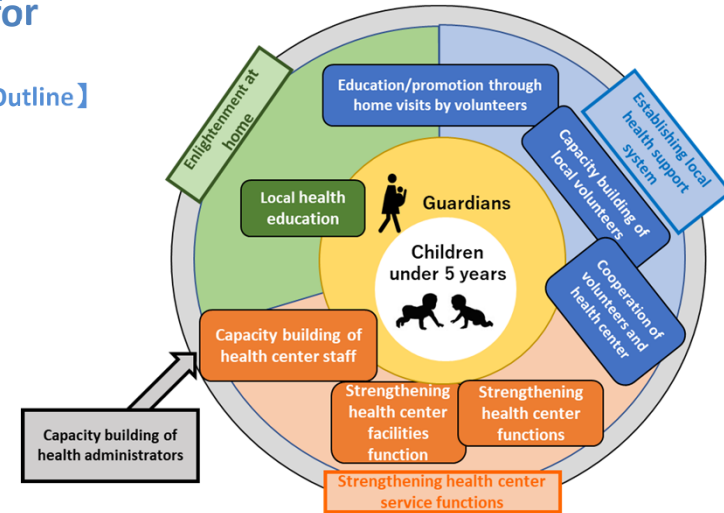 for
Outline】
Enlightenment at
home
Education/promotion through
home visits by volunteers
Establishing local
health support
system
Capacity building of
local volunteers
Local health
education
Guardians
Children
under 5 years
Cooperation of
volunteers and
health center
Capacity building of
health center staff
Strengthening
health center
facilities
function
Strengthening
health center
functions
Capacity building of
health administrators
Strengthening health center
service functions